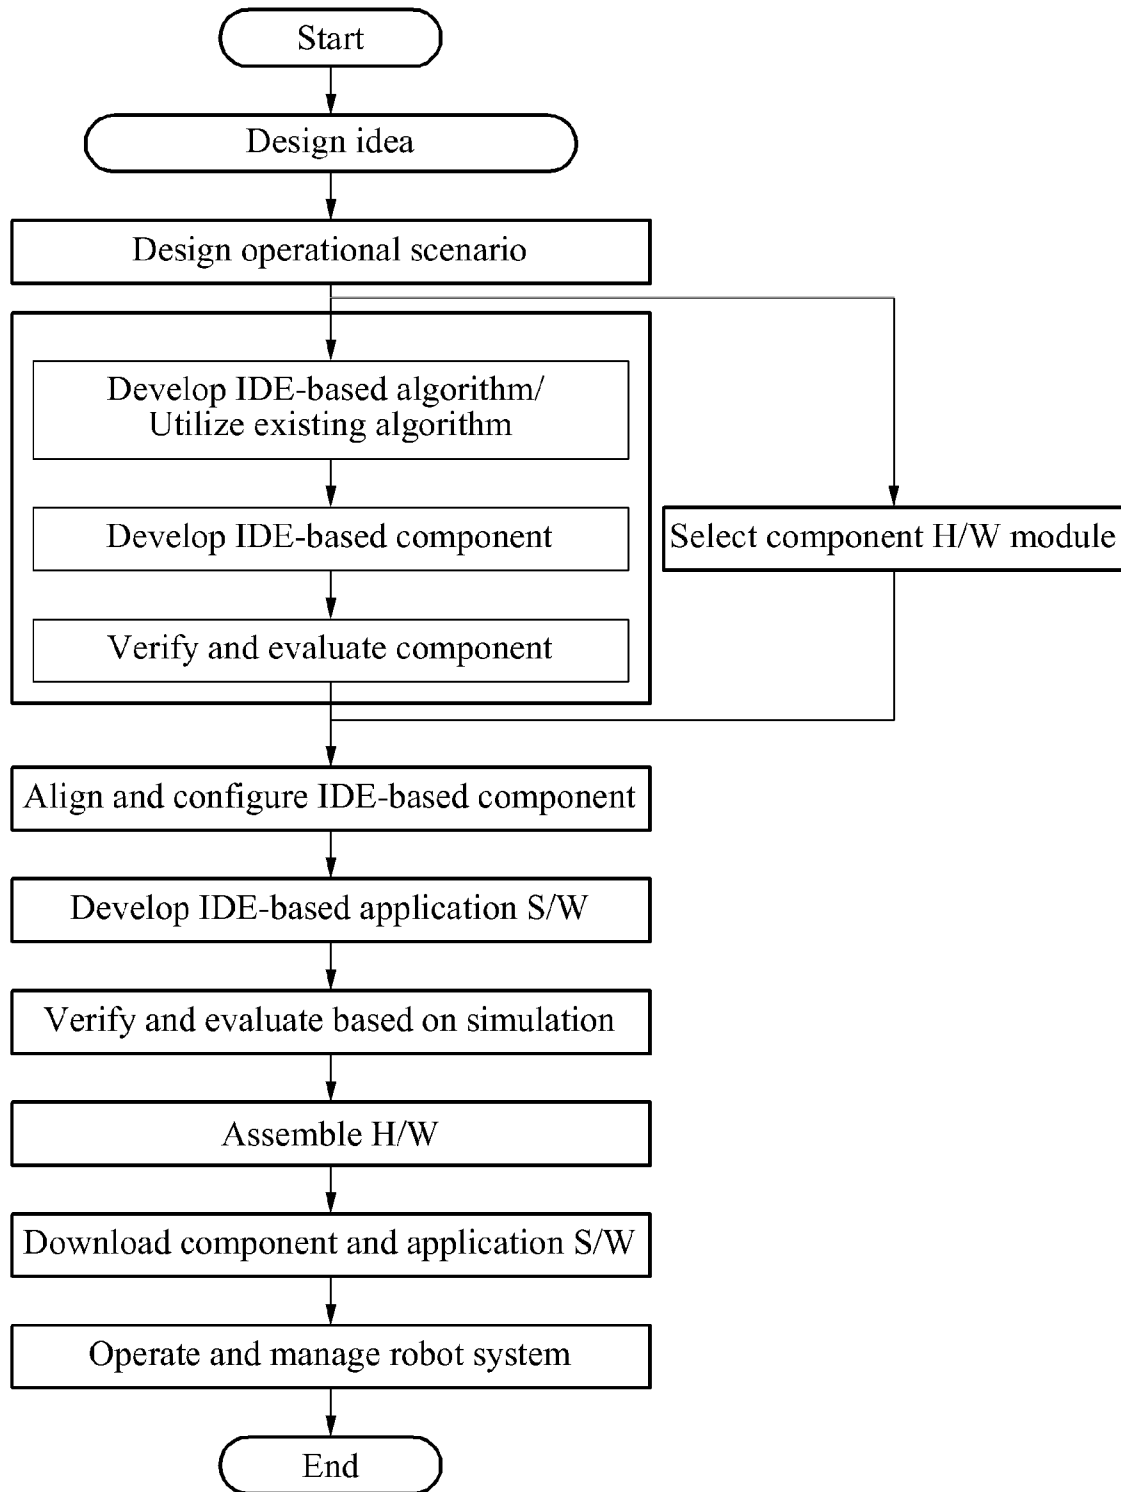 Start
Design idea
Design operational scenario
Develop IDE-based algorithm/
Utilize existing algorithm
Develop IDE-based component
Select component H/W module
Verify and evaluate component
Align and configure IDE-based component
Develop IDE-based application S/W
Verify and evaluate based on simulation
Assemble H/W
Download component and application S/W
Operate and manage robot system
End